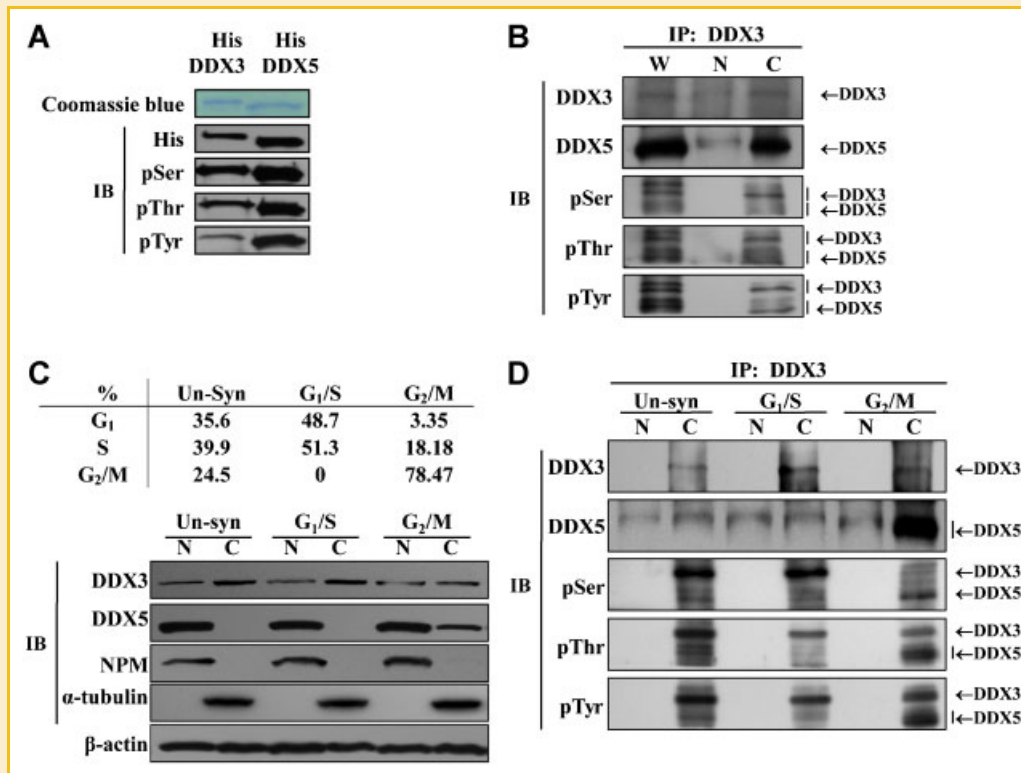 A
His His
DDX3 DDX5
Coomassie blue
His
pSer
IB
pThr
pTyr
B
IP: DDX3
W N C
DDX3 ←DDX3
DDX5 ←DDX5
IB
pSer ←DDX3
←DDX5
pThr ←DDX3
←DDX5
pTyr ←DDX3
←DDX5
C
% Un-Syn G₁/S G₂/M
G₁ 35.6 48.7 3.35
S 39.9 51.3 18.18
G₂/M 24.5 0 78.47
Un-syn G₁/S G₂/M
N C N C N C
DDX3
DDX5
IB
NPM
α-tubulin
β-actin
D
IP: DDX3
Un-syn G₁/S G₂/M
N C N C N C
DDX3 ←DDX3
DDX5 ←DDX5
IB
pSer ←DDX3
←DDX5
pThr ←DDX3
←DDX5
pTyr ←DDX3
←DDX5